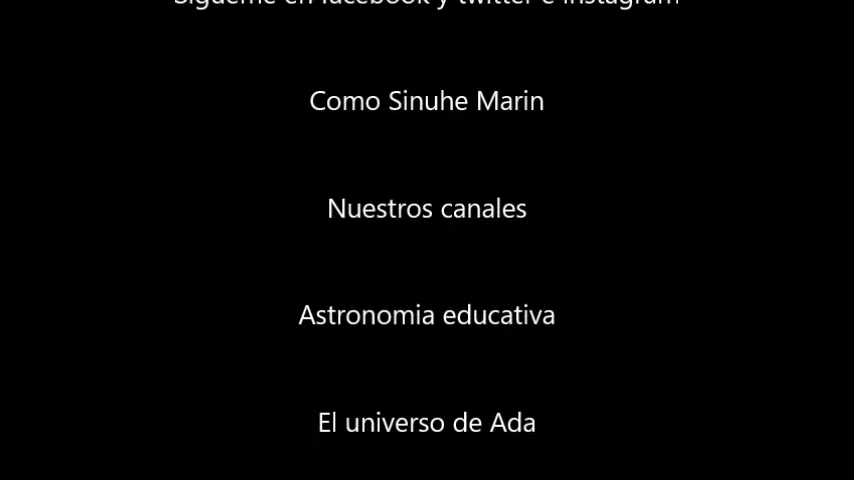 Sigueme en facebook y twitter e instagram
Como Sinuhe Marin
Nuestros canales
Astronomia educativa
El universo de Ada